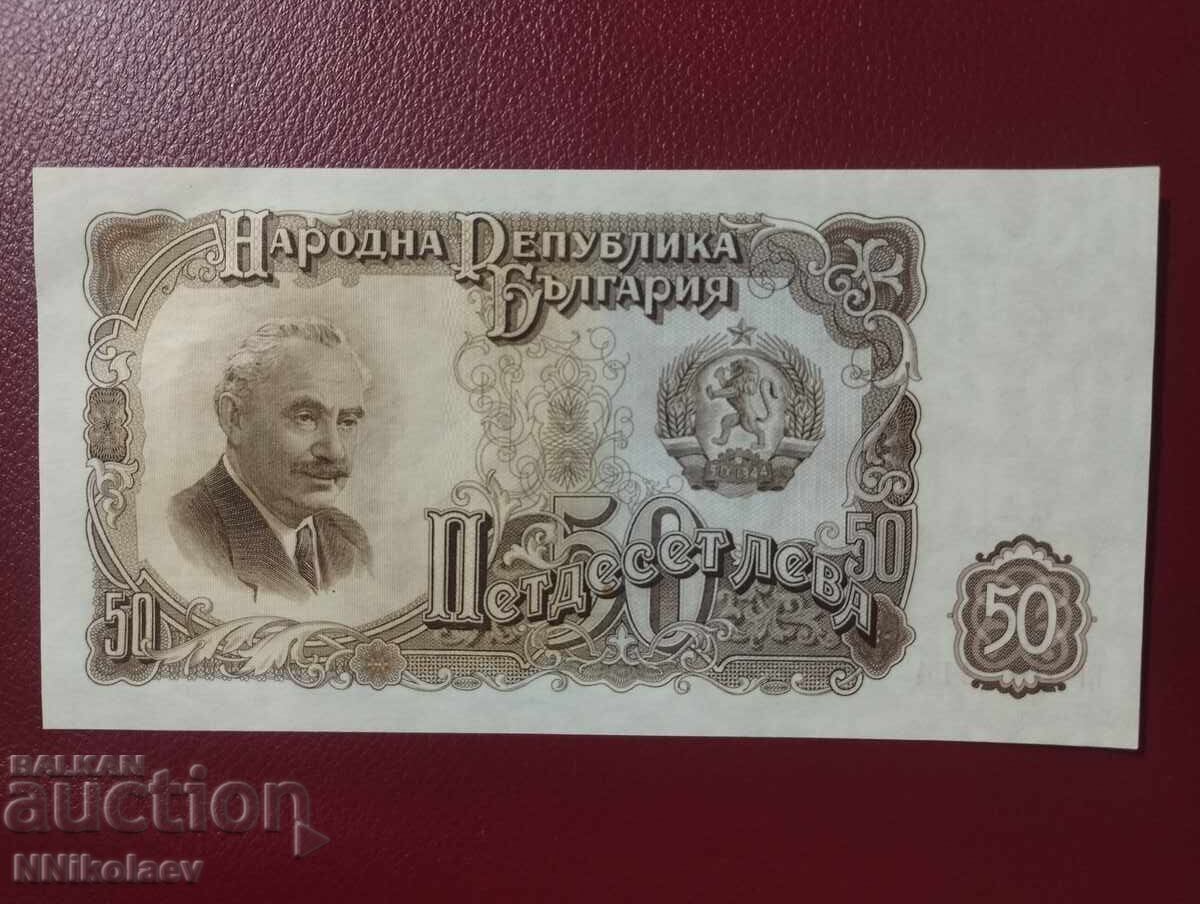 НАРОДНА РЕПУБЛИКА
БЪЛГАРИЯ
50
ПЕТДЕСЕТ ЛЕВА
50
50
50
BALKAN
auction
NNikolaev